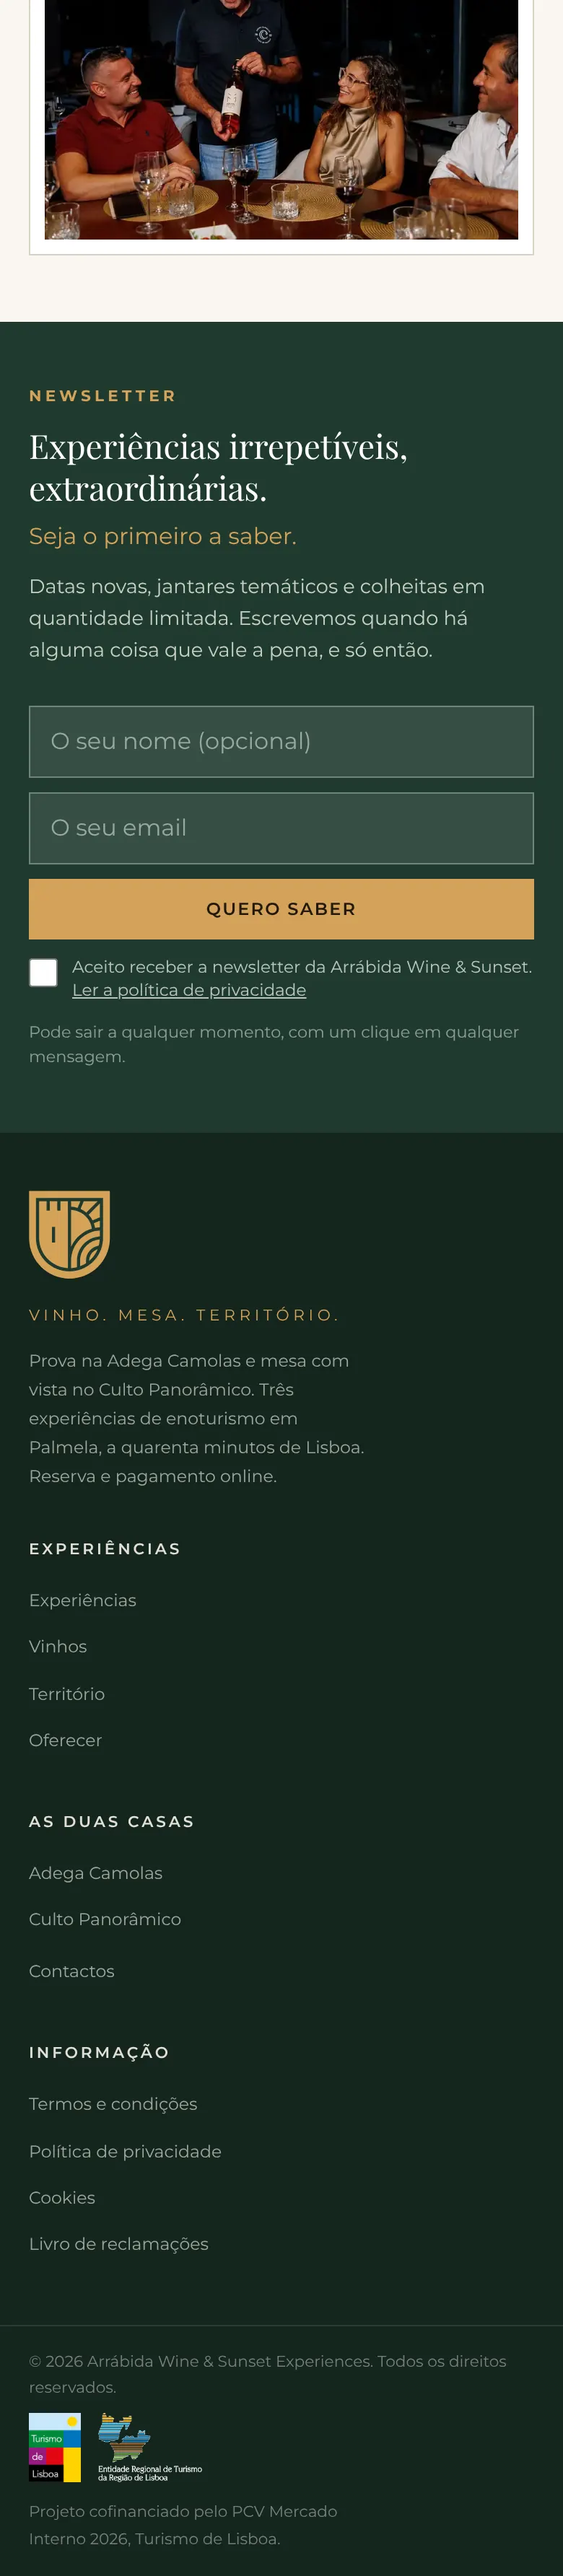 NEWSLETTER
Experiências irrepetíveis,
extraordinárias.
Seja o primeiro a saber.
Datas novas, jantares temáticos e colheitas em
quantidade limitada. Escrevemos quando há
alguma coisa que vale a pena, e só então.
O seu nome (opcional)
O seu email
QUERO SABER
Aceito receber a newsletter da Arrábida Wine & Sunset.
Ler a política de privacidade
Pode sair a qualquer momento, com um clique em qualquer
mensagem.
VINHO. MESA. TERRITÓRIO.
Prova na Adega Camolas e mesa com
vista no Culto Panorâmico. Três
experiências de enoturismo em
Palmela, a quarenta minutos de Lisboa.
Reserva e pagamento online.
EXPERIÊNCIAS
Experiências
Vinhos
Território
Oferecer
AS DUAS CASAS
Adega Camolas
Culto Panorâmico
Contactos
INFORMAÇÃO
Termos e condições
Política de privacidade
Cookies
Livro de reclamações
© 2026 Arrábida Wine & Sunset Experiences. Todos os direitos
reservados.
Turismo
de
Lisboa
Entidade Regional de Turismo
da Região de Lisboa
Projeto cofinanciado pelo PCV Mercado
Interno 2026, Turismo de Lisboa.